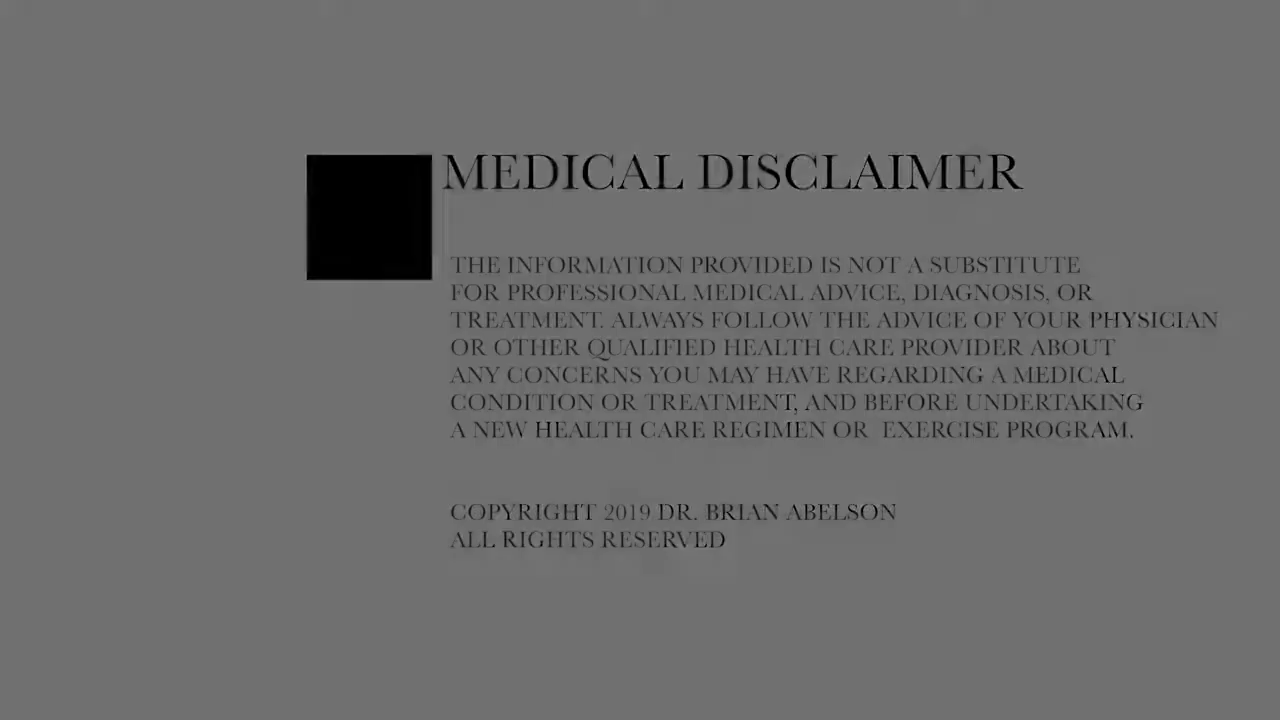 MEDICAL DISCLAIMER
THE INFORMATION PROVIDED IS NOT A SUBSTITUTE
FOR PROFESSIONAL MEDICAL ADVICE, DIAGNOSIS, OR
TREATMENT. ALWAYS FOLLOW THE ADVICE OF YOUR PHYSICIAN
OR OTHER QUALIFIED HEALTH CARE PROVIDER ABOUT
ANY CONCERNS YOU MAY HAVE REGARDING A MEDICAL
CONDITION OR TREATMENT, AND BEFORE UNDERTAKING
A NEW HEALTH CARE REGIMEN OR EXERCISE PROGRAM.
COPYRIGHT 2019 DR. BRIAN ABELSON
ALL RIGHTS RESERVED